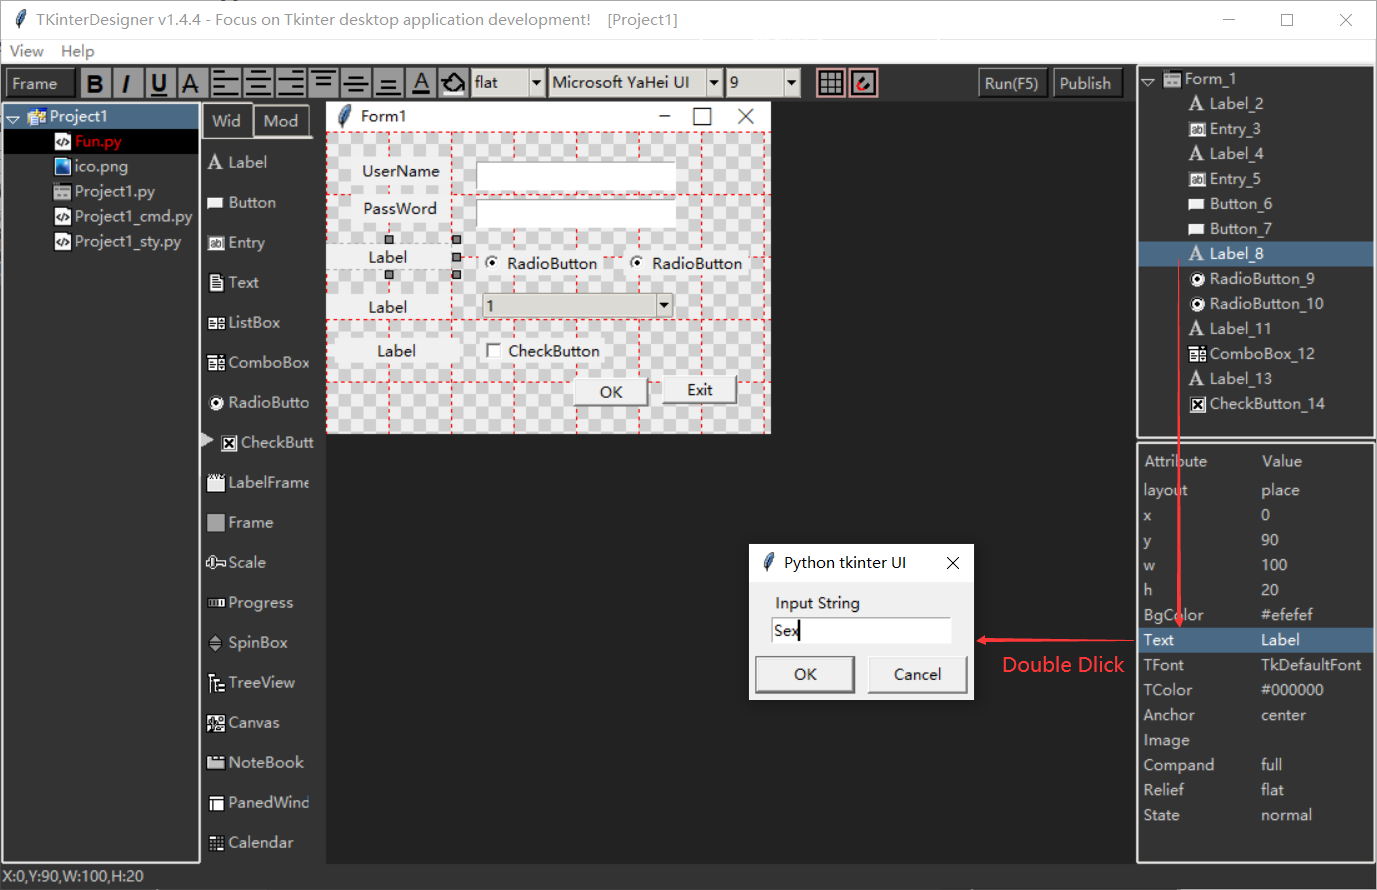 TKinterDesigner v1.4.4 - Focus on Tkinter desktop application development! [Project1]
View Help
Frame B I U A A flat Microsoft YaHei UI 9 Run(F5) Publish
Project1
Fun.py
ico.png
Project1.py
Project1_cmd.py
Project1_sty.py
Wid Mod
Label
Button
Entry
Text
ListBox
ComboBox
RadioButto
CheckButt
LabelFrame
Frame
Scale
Progress
SpinBox
TreeView
Canvas
NoteBook
PanedWind
Calendar
Form1
UserName
PassWord
Label RadioButton RadioButton
Label 1
Label CheckButton
OK Exit
Python tkinter UI
Input String
Sex
OK Cancel
Double Dlick
Form_1
Label_2
Entry_3
Label_4
Entry_5
Button_6
Button_7
Label_8
RadioButton_9
RadioButton_10
Label_11
ComboBox_12
Label_13
CheckButton_14
Attribute Value
layout place
x 0
y 90
w 100
h 20
BgColor #efefef
Text Label
TFont TkDefaultFont
TColor #000000
Anchor center
Image
Compand full
Relief flat
State normal
X:0,Y:90,W:100,H:20